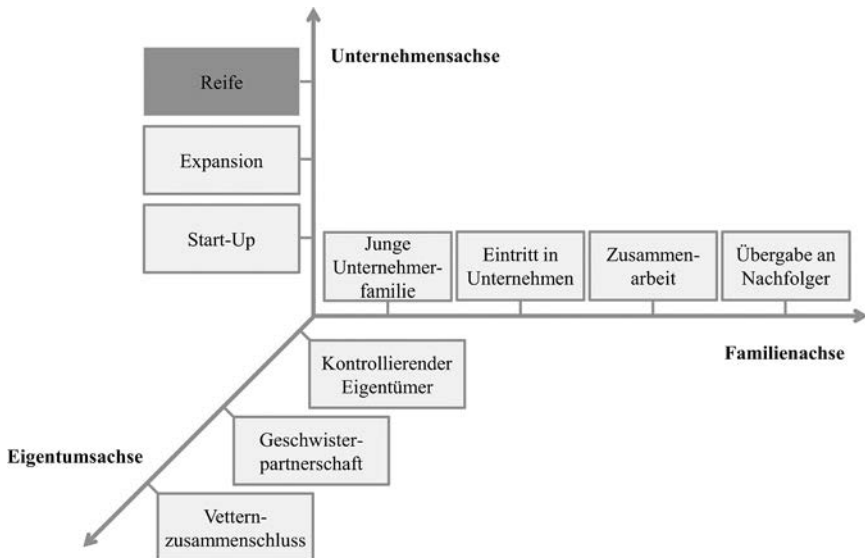 Unternehmensachse
Reife
Expansion
Start-Up
Junge
Unternehmer-
familie
Eintritt in
Unternehmen
Zusammen-
arbeit
Übergabe an
Nachfolger
Familienachse
Kontrollierender
Eigentümer
Geschwister-
partnerschaft
Eigentumsachse
Vettern-
zusammenschluss